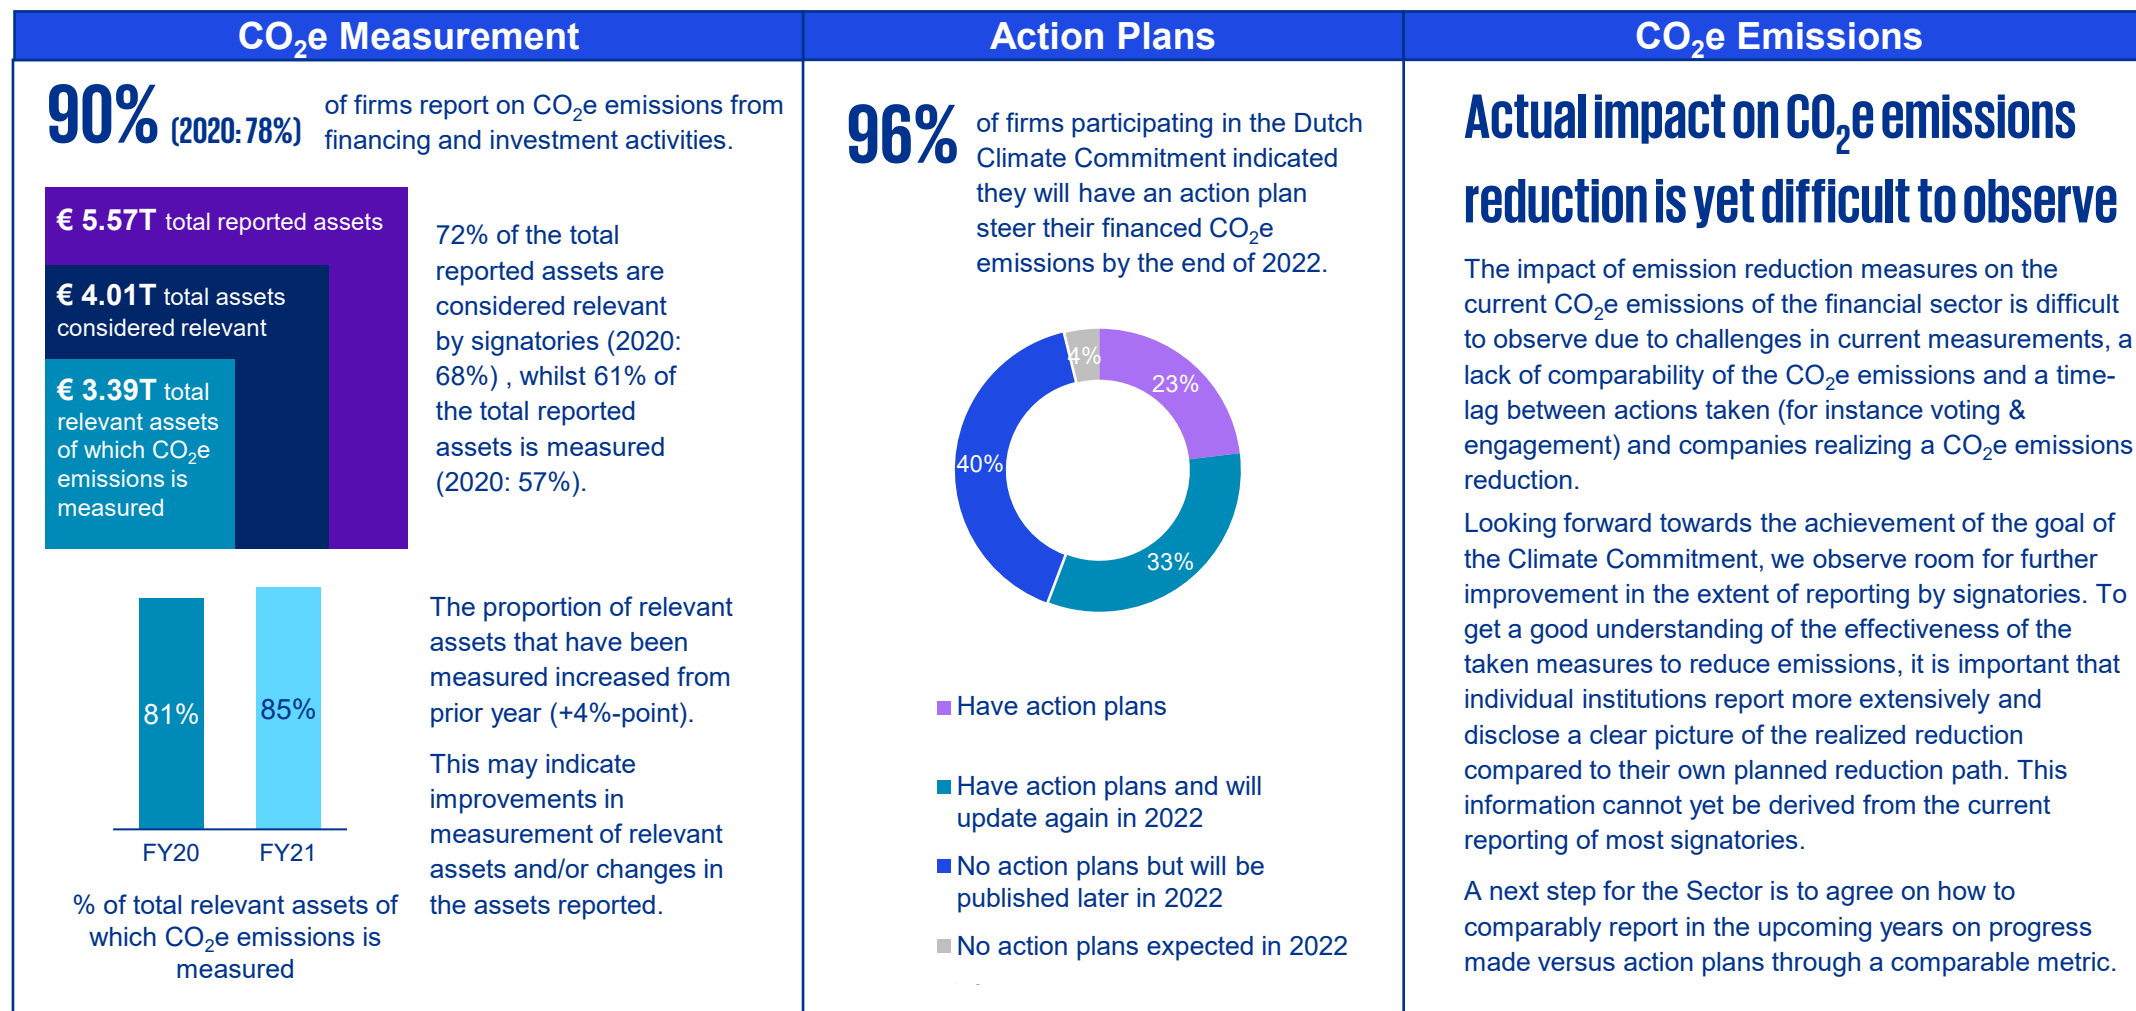 CO₂e Measurement
90% (2020: 78%)
of firms report on CO₂e emissions from
financing and investment activities.
€ 5.57T total reported assets
€ 4.01T total assets
considered relevant
€ 3.39T total
relevant assets
of which CO₂e
emissions is
measured
72% of the total
reported assets are
considered relevant
by signatories (2020:
68%) , whilst 61% of
the total reported
assets is measured
(2020: 57%).
81%
85%
FY20
FY21
% of total relevant assets of
which CO₂e emissions is
measured
The proportion of relevant
assets that have been
measured increased from
prior year (+4%-point).
This may indicate
improvements in
measurement of relevant
assets and/or changes in
the assets reported.
Action Plans
96%
of firms participating in the Dutch
Climate Commitment indicated
they will have an action plan
steer their financed CO₂e
emissions by the end of 2022.
4%
23%
40%
33%
Have action plans
Have action plans and will
update again in 2022
No action plans but will be
published later in 2022
No action plans expected in 2022
CO₂e Emissions
Actual impact on CO₂e emissions
reduction is yet difficult to observe
The impact of emission reduction measures on the
current CO₂e emissions of the financial sector is difficult
to observe due to challenges in current measurements, a
lack of comparability of the CO₂e emissions and a time-
lag between actions taken (for instance voting &
engagement) and companies realizing a CO₂e emissions
reduction.
Looking forward towards the achievement of the goal of
the Climate Commitment, we observe room for further
improvement in the extent of reporting by signatories. To
get a good understanding of the effectiveness of the
taken measures to reduce emissions, it is important that
individual institutions report more extensively and
disclose a clear picture of the realized reduction
compared to their own planned reduction path. This
information cannot yet be derived from the current
reporting of most signatories.
A next step for the Sector is to agree on how to
comparably report in the upcoming years on progress
made versus action plans through a comparable metric.